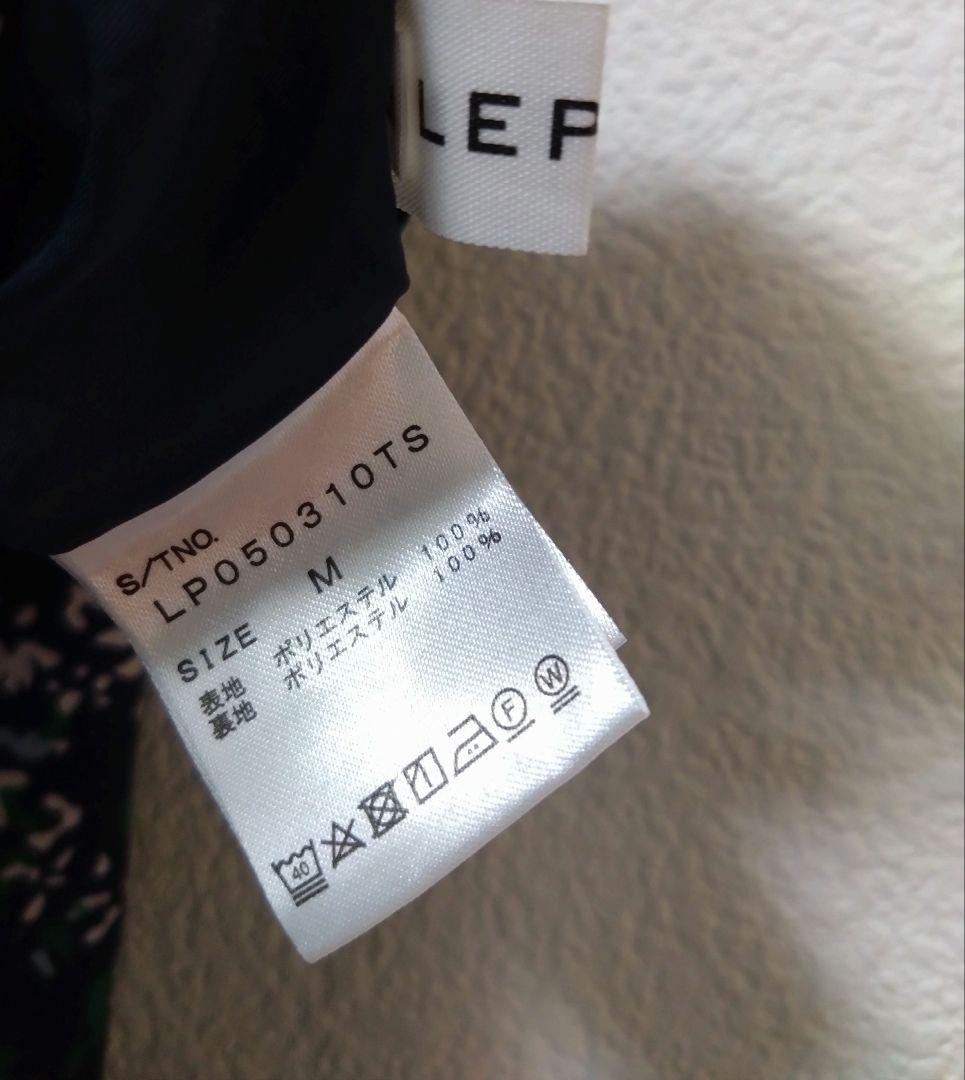 LEP
S/TNO.
LP050310TS
SIZE M
表地 ポリエステル 100%
裏地 ポリエステル 100%
40
F
W